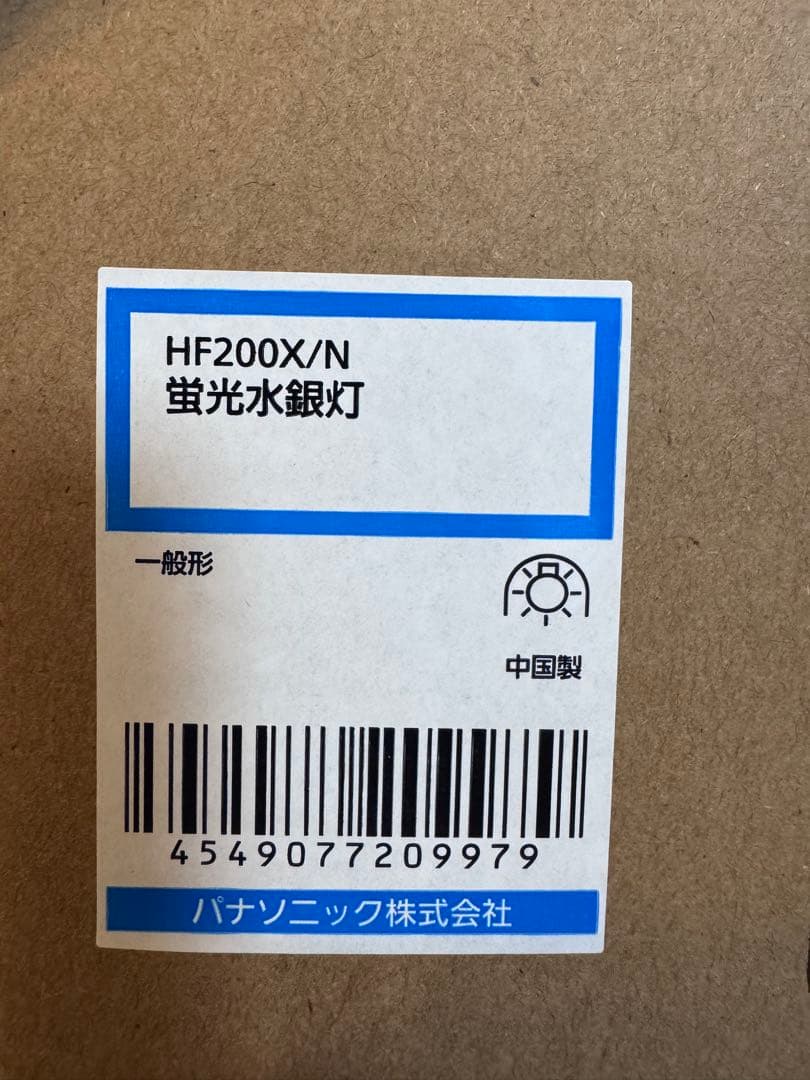 HF200X/N
蛍光水銀灯
一般形
中国製
4549077209979
パナソニック株式会社